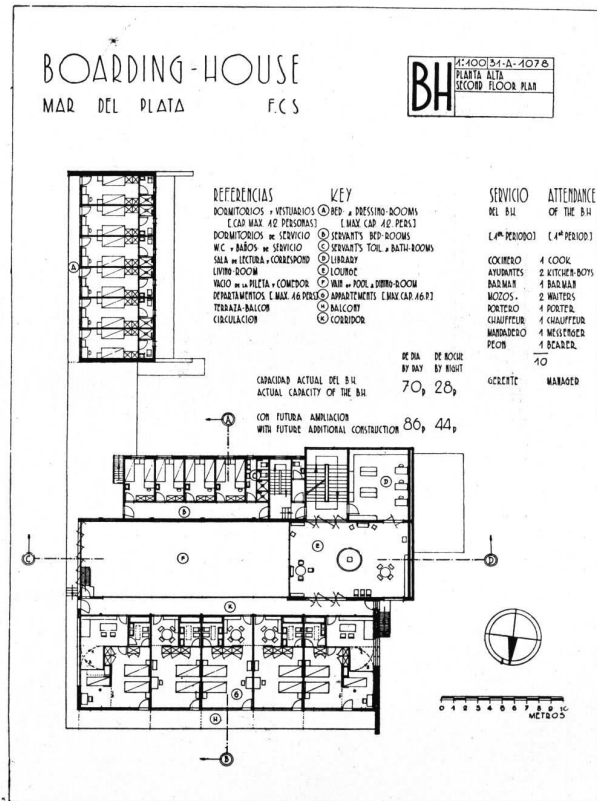 BOARDING-HOUSE
MAR DEL PLATA F.C.S
BH
1:100 31-A-1078
PLANTA ALTA
SECOND FLOOR PLAN
REFERENCIAS KEY
DORMITORIOS Y VESTUARIOS A BED- & DRESSING-ROOMS
[CAP. MAX. 12 PERSONAS] [MAX. CAP. 12. PERS]
DORMITORIOS DE SERVICIO B SERVANT'S BED-ROOMS
W.C. Y BAÑOS DE SERVICIO C SERVANT'S TOIL. & BATH-ROOMS
SALA DE LECTURA Y CORRESPOND D LIBRARY
LIVING-ROOM E LOUNGE
VACIO DE LA PILETA Y COMEDOR F POOL & DINING-ROOM
DEPARTAMENTOS [MAX. 16 PERS] G APPARTEMENTS [MAX CAP. 16.P]
TERRAZA-BALCON H BALCONY
CIRCULACION K CORRIDOR
SERVICIO ATTENDANCE
DEL B.H. OF THE B.H
[1ER PERIODO] [1ST PERIOD]
COCINERO 1 COOK
AYUDANTES 2 KITCHEN-BOYS
BARMAN 1 BARMAN
MOZOS. 2 WAITERS
PORTERO 1 PORTER
CHAUFFEUR 1 CHAUFFEUR
MANDADERO 1 MESSENGER
PEON 1 BEARER
10
GERENTE MANAGER
DE DIA DE NOCHE
BY DAY BY NIGHT
CAPACIDAD ACTUAL DEL B.H.
ACTUAL CAPACITY OF THE B.H. 70P 28P
CON FUTURA AMPLIACION
WITH FUTURE ADDITIONAL CONSTRUCTION 86P 44P
A
A
D
B
E
C
F
D
K
G
H
B
0 1 2 3 4 5 6 7 8 9 10
METROS